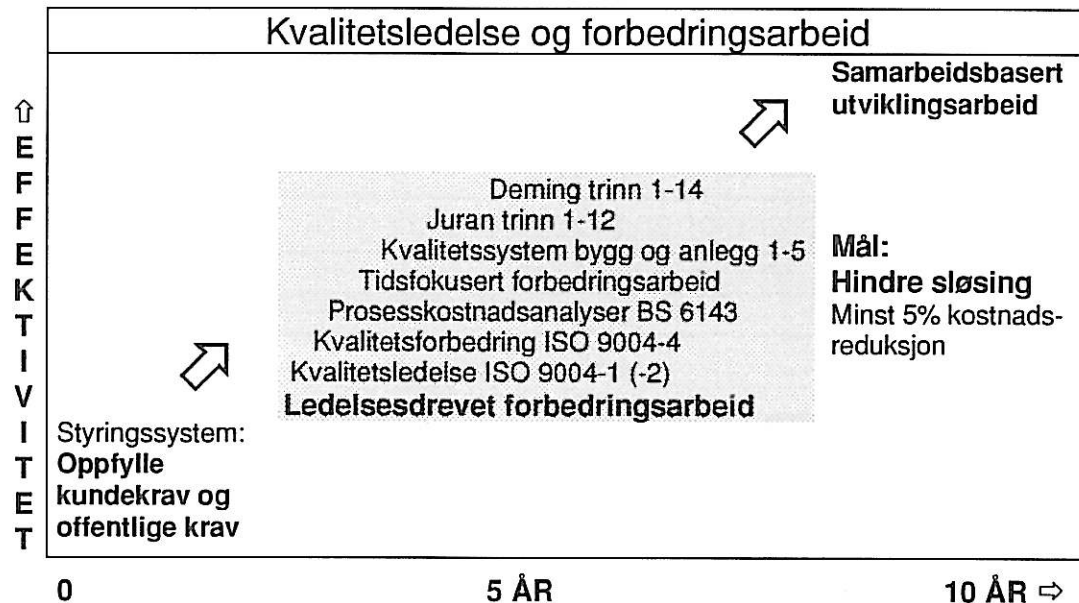 Kvalitetsledelse og forbedringsarbeid
⇧
EFFEKTIVITET
Samarbeidsbasert
utviklingsarbeid
Deming trinn 1-14
Juran trinn 1-12
Kvalitetssystem bygg og anlegg 1-5
Tidsfokusert forbedringsarbeid
Prosesskostnadsanalyser BS 6143
Kvalitetsforbedring ISO 9004-4
Kvalitetsledelse ISO 9004-1 (-2)
Ledelsesdrevet forbedringsarbeid
Mål:
Hindre sløsing
Minst 5% kostnads-
reduksjon
Styringssystem:
Oppfylle
kundekrav og
offentlige krav
0 5 ÅR 10 ÅR ⇨